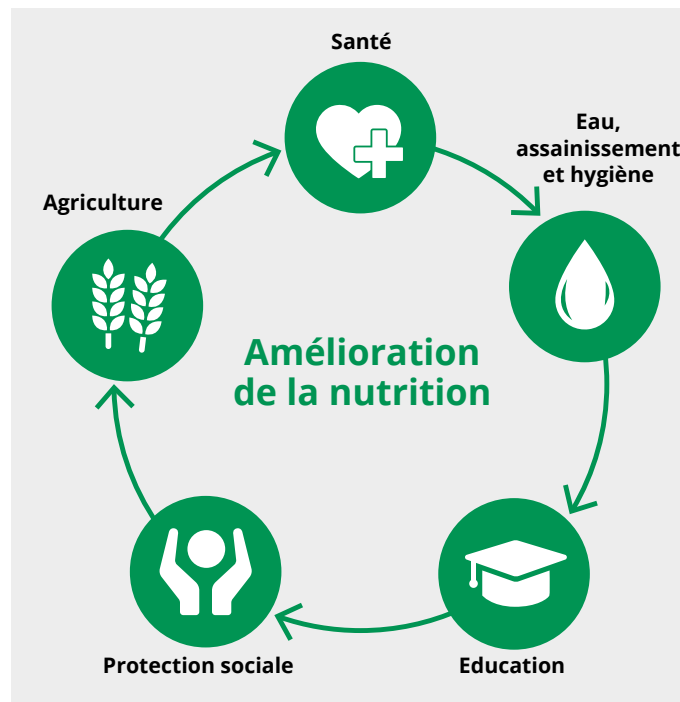 Santé
Eau,
assainissement
et hygiène
Agriculture
Amélioration
de la nutrition
Protection sociale
Education